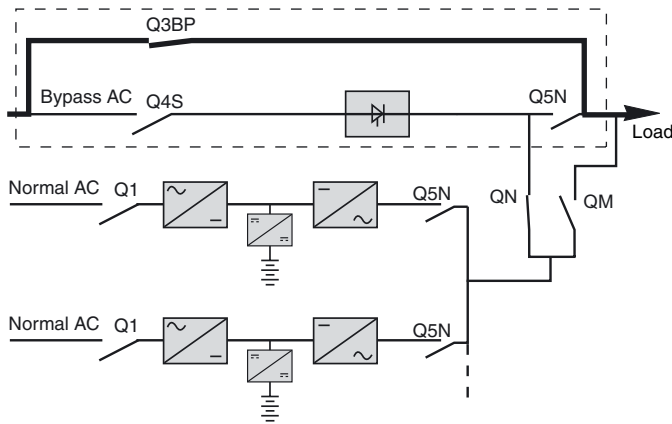 Q3BP
Bypass AC
Q4S
Q5N
Load
Normal AC
Q1
Q5N
QN
QM
Normal AC
Q1
Q5N